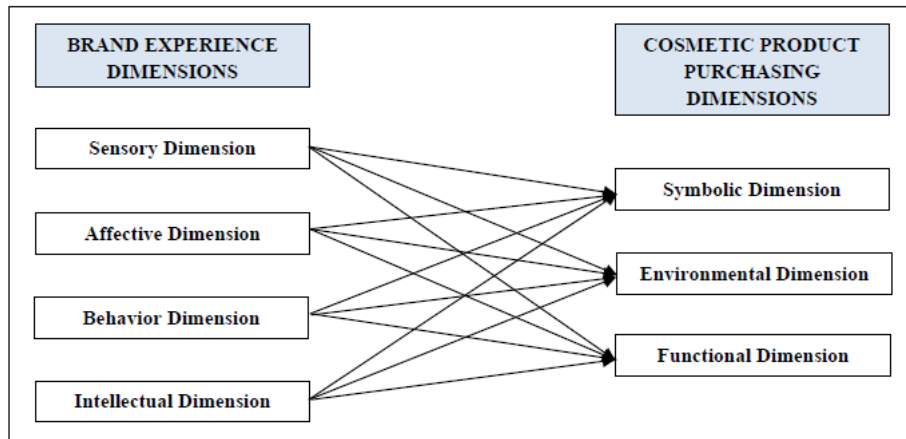 BRAND EXPERIENCE
DIMENSIONS
COSMETIC PRODUCT
PURCHASING
DIMENSIONS
Sensory Dimension
Affective Dimension
Behavior Dimension
Intellectual Dimension
Symbolic Dimension
Environmental Dimension
Functional Dimension